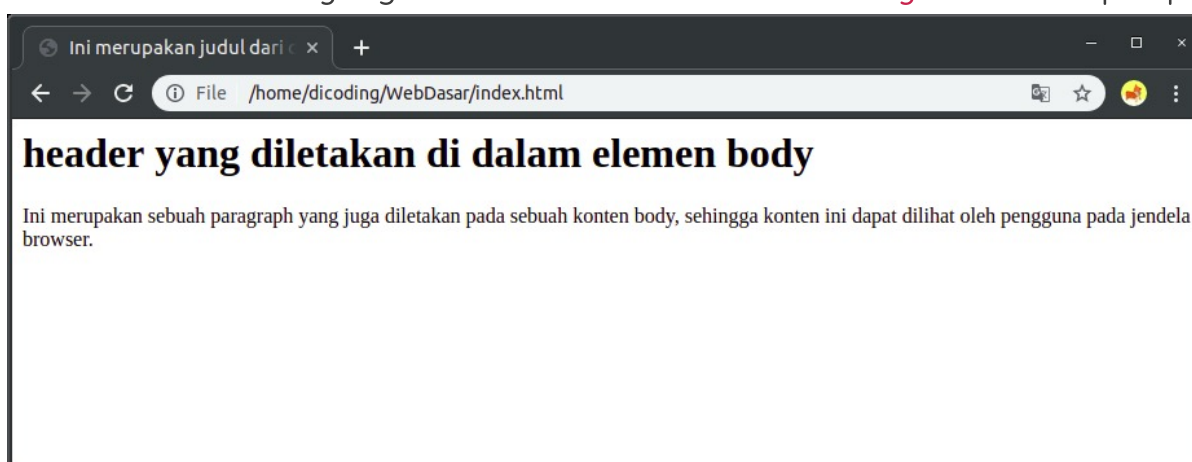 Ini merupakan judul dari
File /home/dicoding/WebDasar/index.html
header yang diletakan di dalam elemen body
Ini merupakan sebuah paragraph yang juga diletakan pada sebuah konten body, sehingga konten ini dapat dilihat oleh pengguna pada jendela
browser.